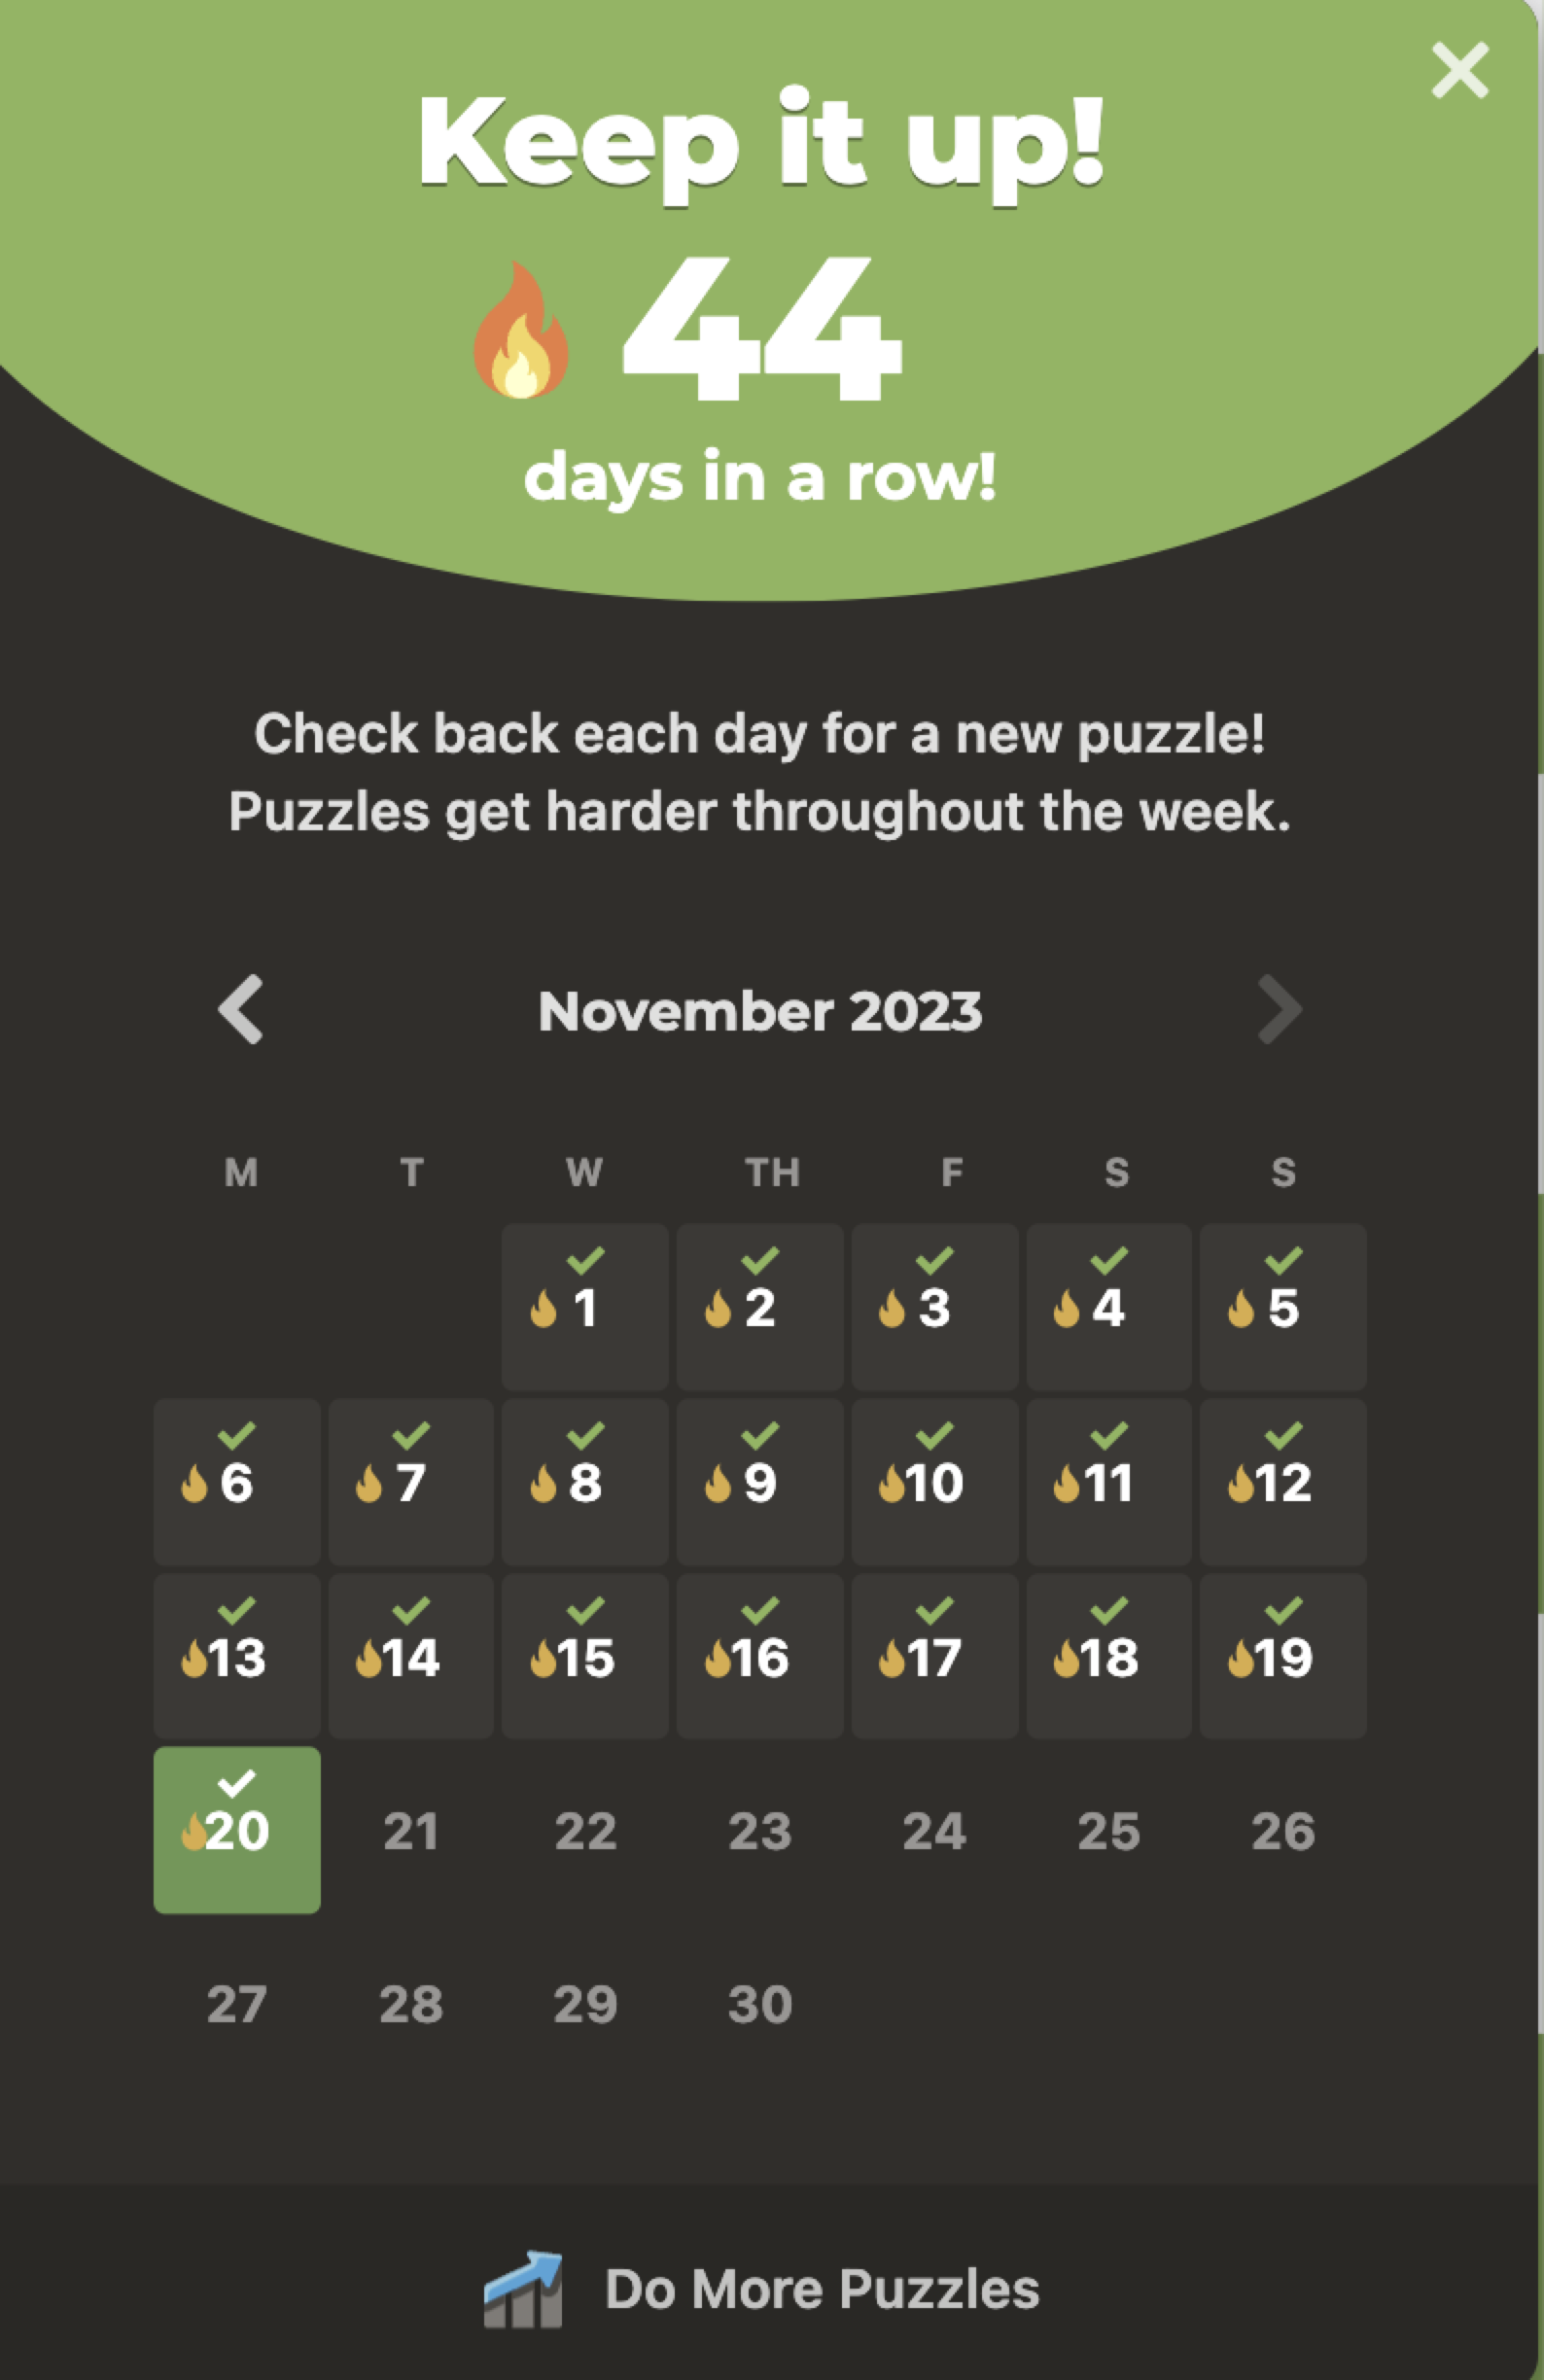 Keep it up!
44
days in a row!
Check back each day for a new puzzle!
Puzzles get harder throughout the week.
November 2023
M T W TH F S S
1 2 3 4 5
6 7 8 9 10 11 12
13 14 15 16 17 18 19
20 21 22 23 24 25 26
27 28 29 30
Do More Puzzles